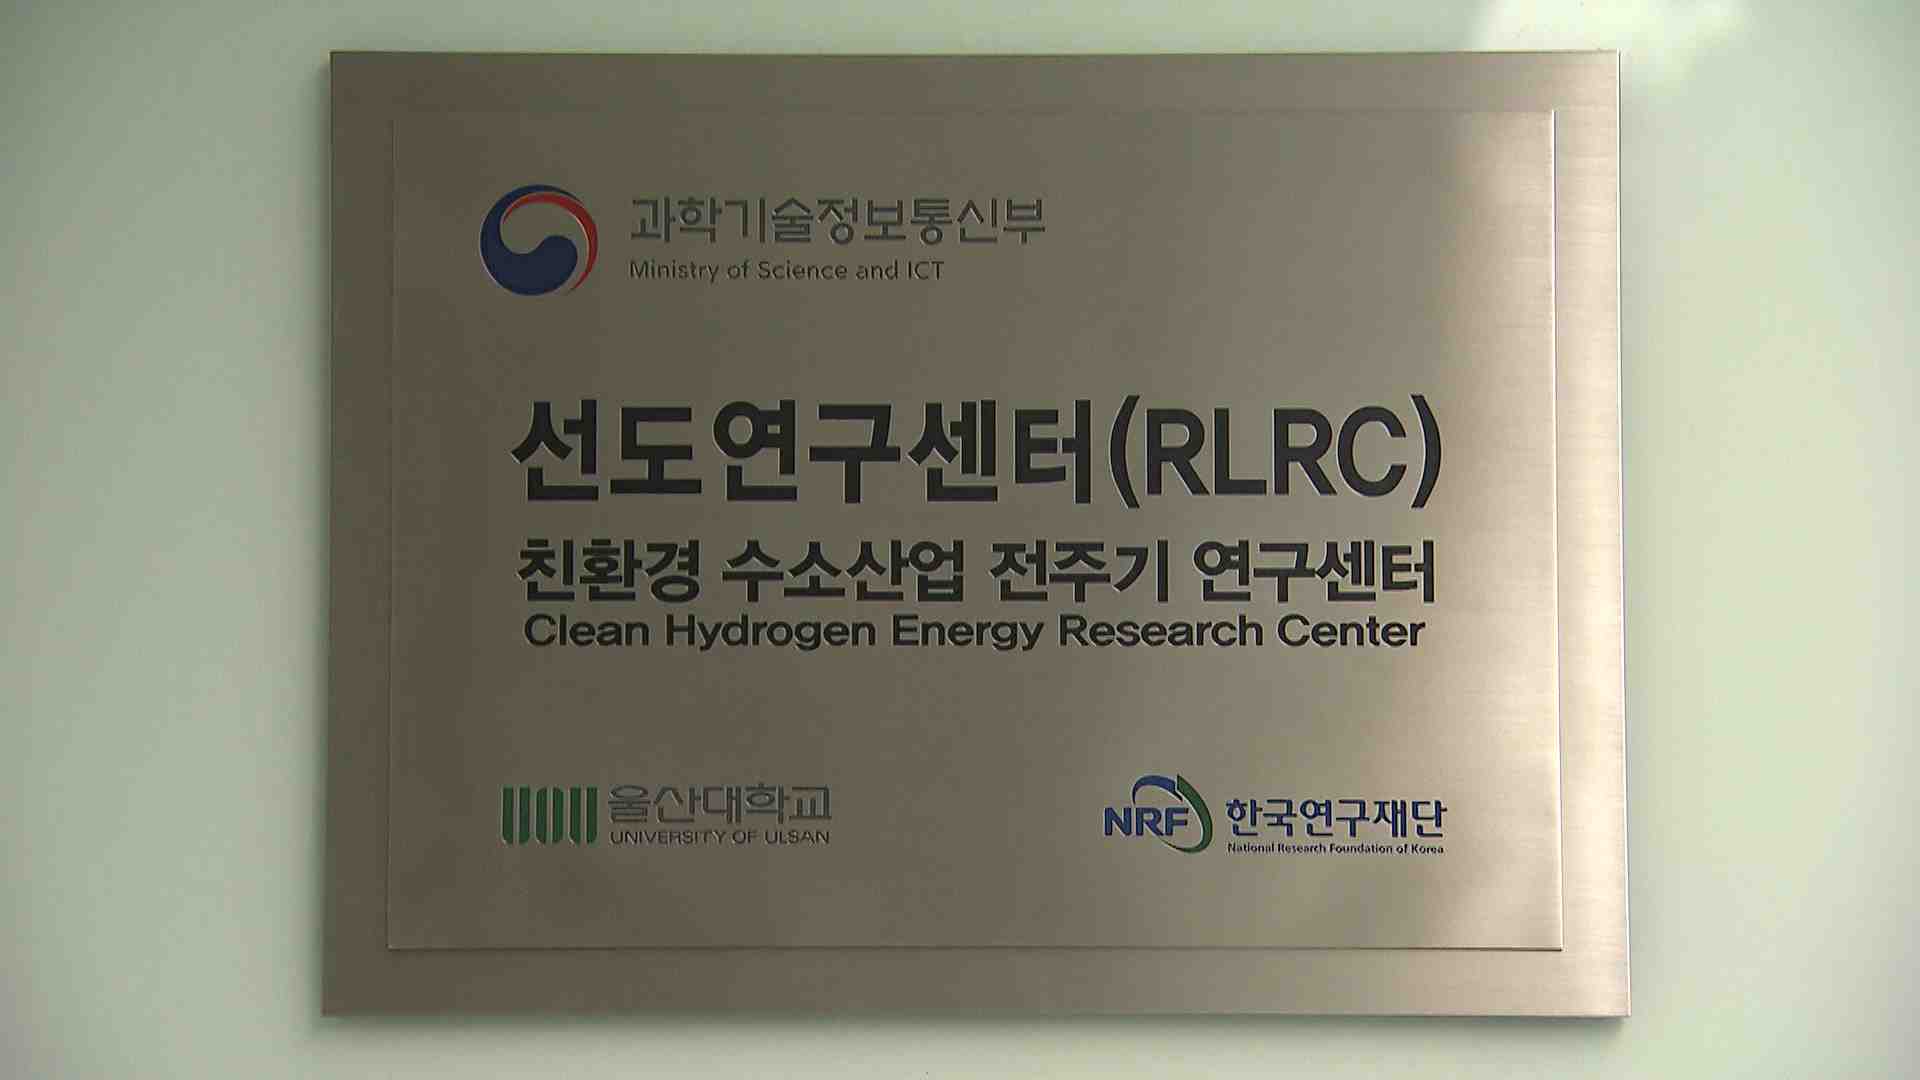 과학기술정보통신부
Ministry of Science and ICT
선도연구센터(RLRC)
친환경 수소산업 전주기 연구센터
Clean Hydrogen Energy Research Center
UOU 울산대학교
UNIVERSITY OF ULSAN
NRF 한국연구재단
National Research Foundation of Korea